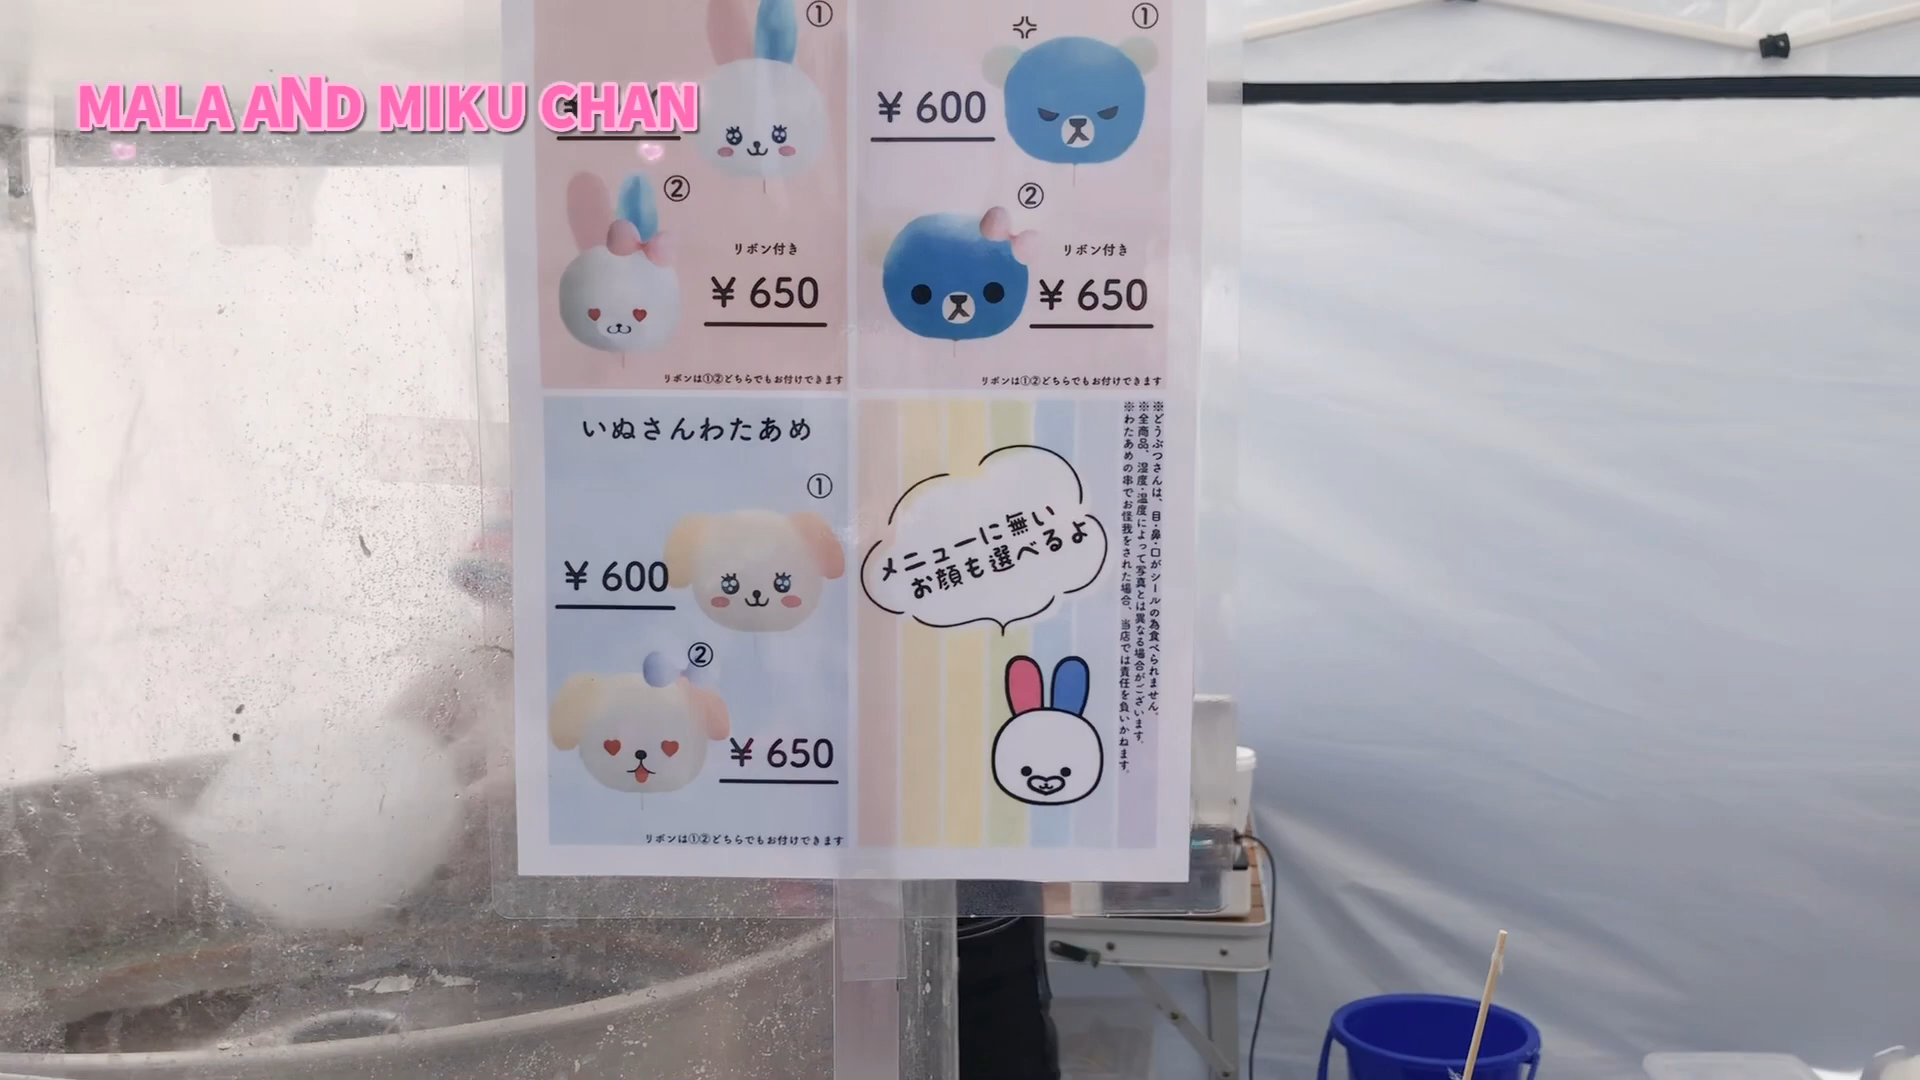 MALA AND MIKU CHAN
①
②
リボン付き
¥ 650
リボンは①②どちらでもお付けできます
①
¥ 600
②
リボン付き
¥ 650
リボンは①②どちらでもお付けできます
いぬさんわたあめ
①
¥ 600
②
¥ 650
リボンは①②どちらでもお付けできます
メニューに無い
お顔も選べるよ
※どうぶつさんは、目・鼻・口がシールの為食べられません。
※全商品、湿度・温度によって写真とは異なる場合がございます。
※わたあめの串でお怪我をされた場合、当店では責任を負いかねます。